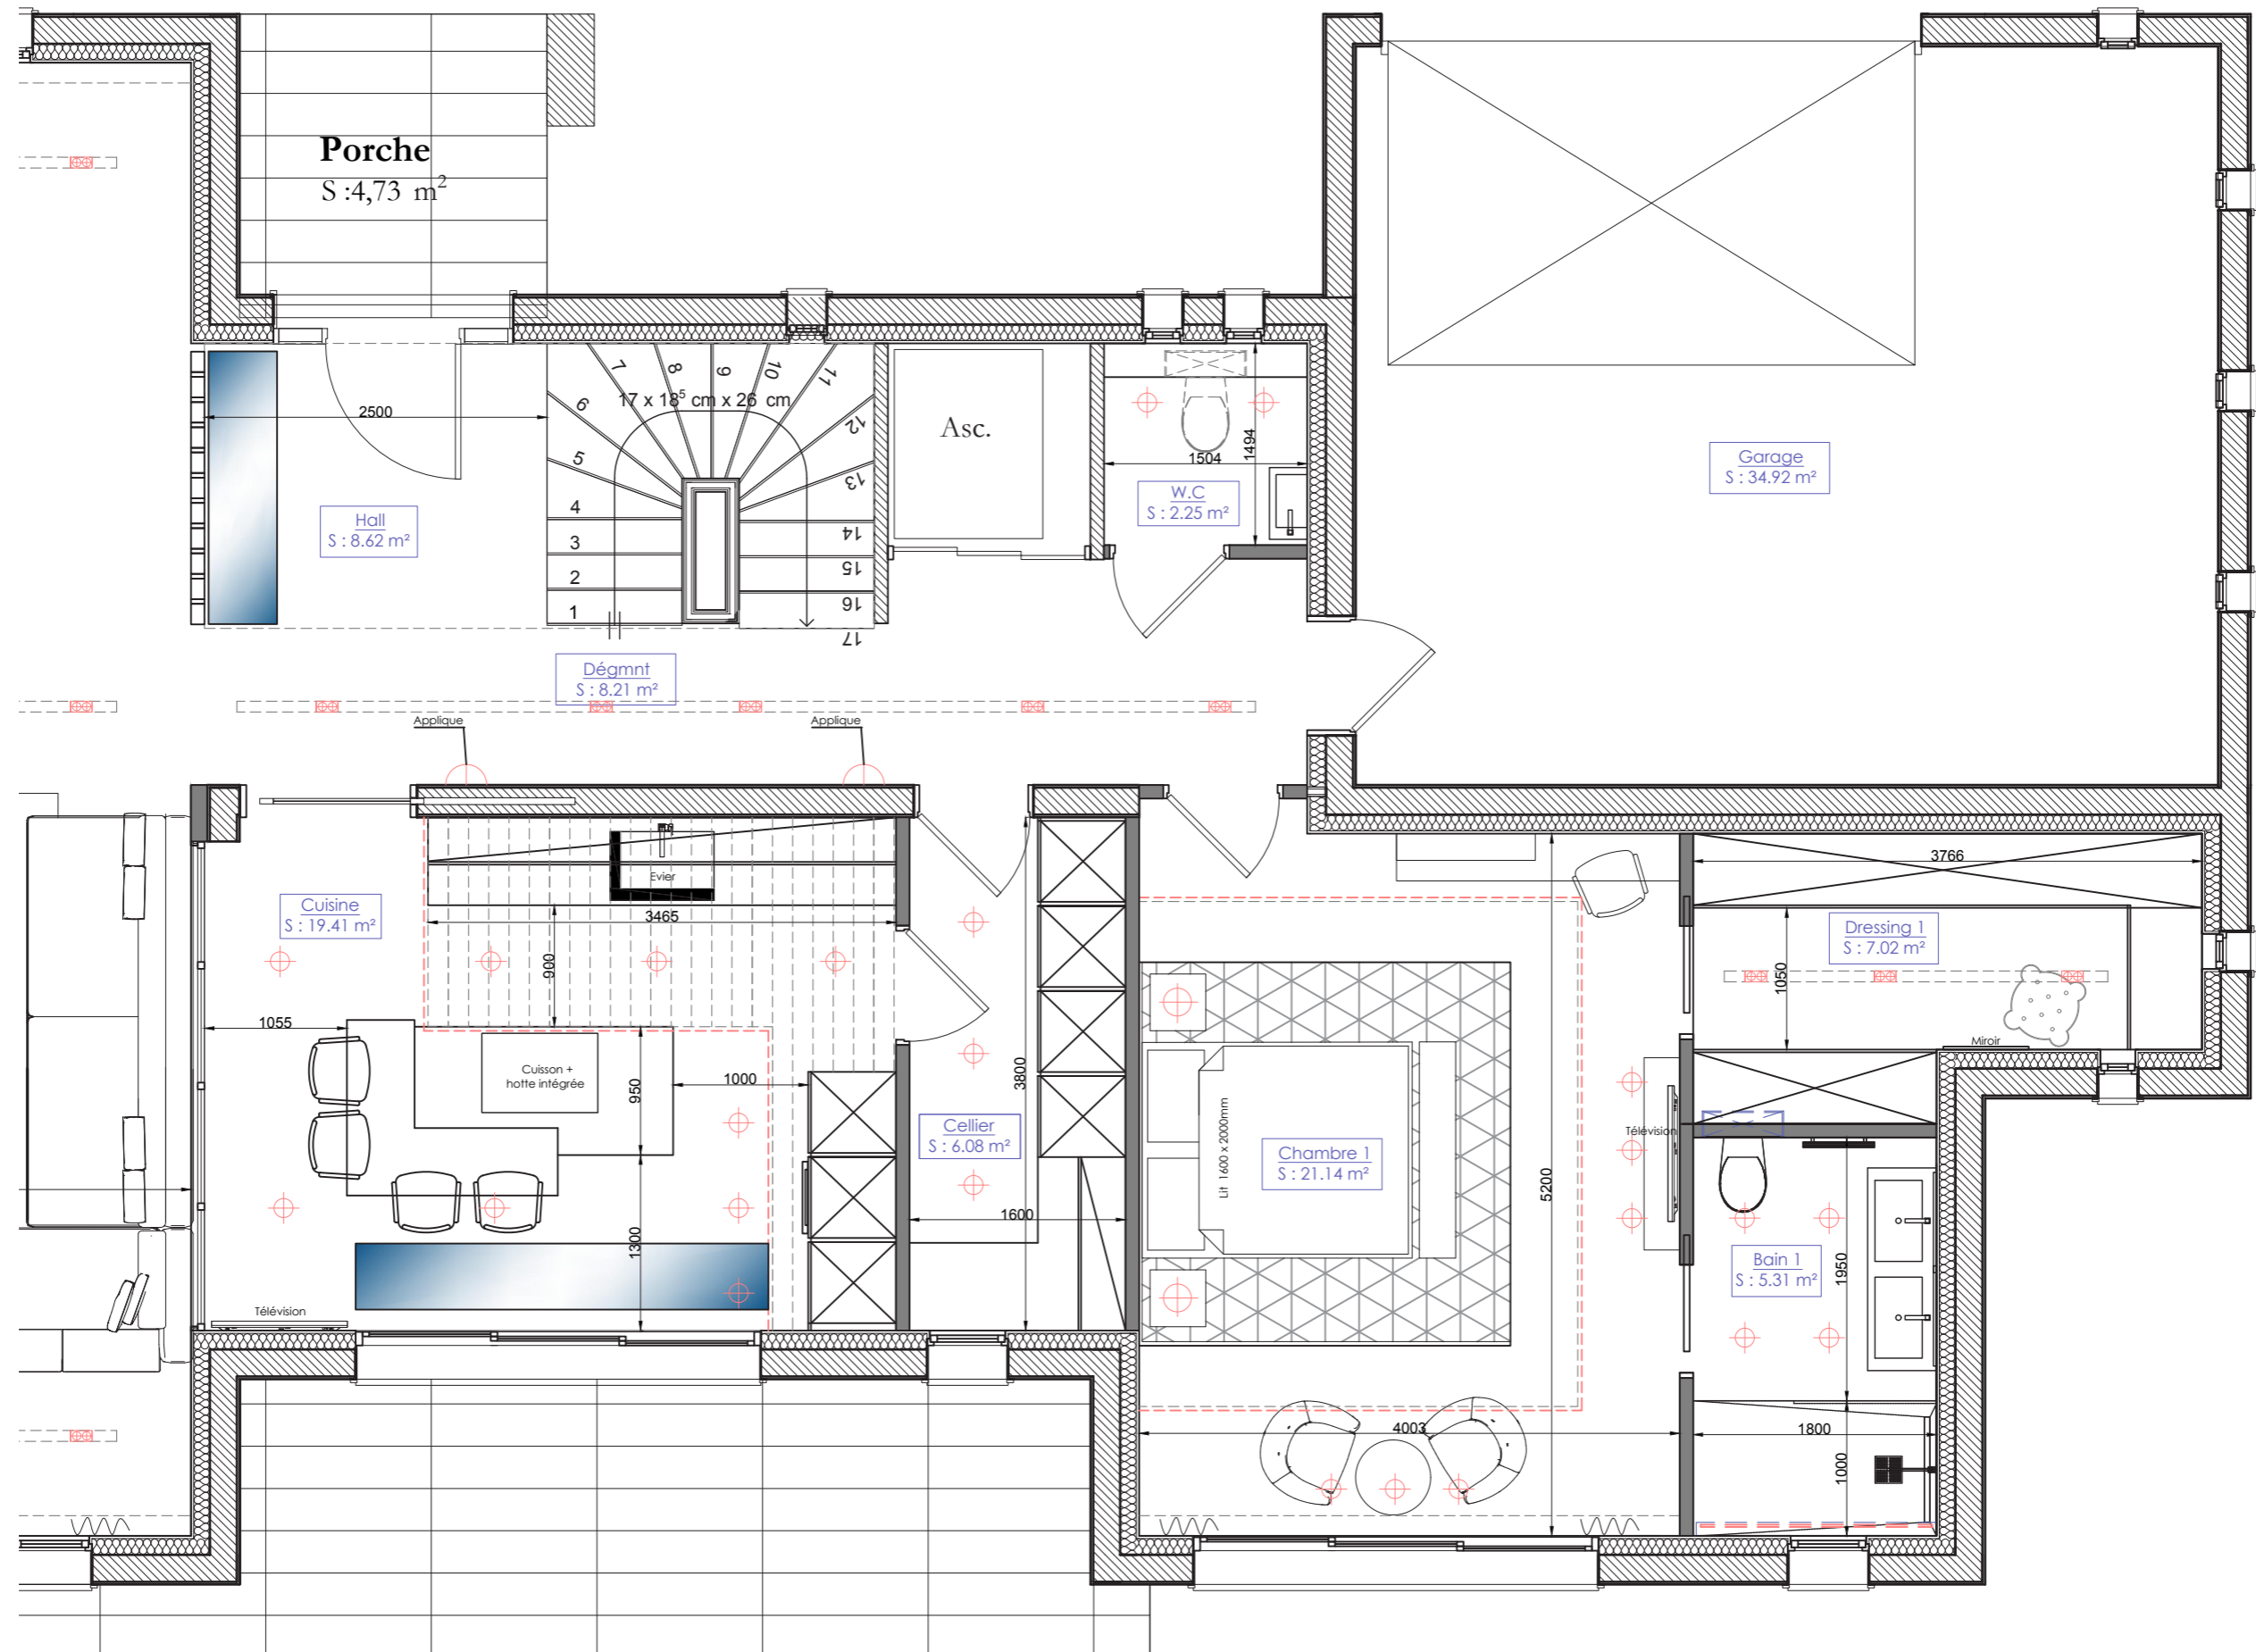 Porche
S :4,73 m²
2500
Hall
S : 8.62 m²
17 x 18⁵ cm x 26 cm
1
2
3
4
5
6
7
8
9
10
11
12
13
14
15
16
17
Asc.
1504
1494
W.C
S : 2.25 m²
Garage
S : 34.92 m²
Dégmnt
S : 8.21 m²
Applique
Applique
Cuisine
S : 19.41 m²
Evier
3465
900
1055
Cuisson +
hotte intégrée
950
1000
1300
Télévision
Cellier
S : 6.08 m²
3800
1600
Lit 1600 x 2000mm
Chambre 1
S : 21.14 m²
5200
4003
Télévision
3766
Dressing 1
S : 7.02 m²
1050
Miroir
Bain 1
S : 5.31 m²
1950
1800
1000